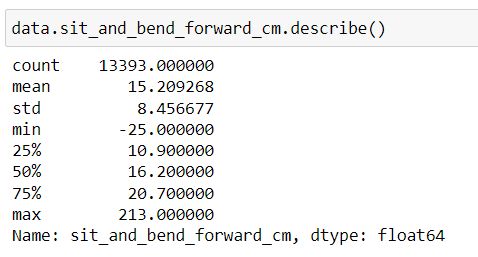 data.sit_and_bend_forward_cm.describe()
count    13393.000000
mean        15.209268
std          8.456677
min        -25.000000
25%         10.900000
50%         16.200000
75%         20.700000
max        213.000000
Name: sit_and_bend_forward_cm, dtype: float64